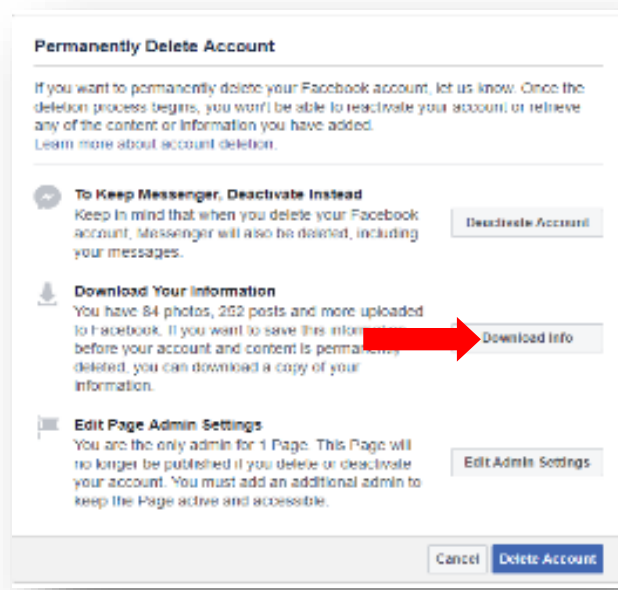 Permanently Delete Account
If you want to permanently delete your Facebook account, let us know. Once the
deletion process begins, you won't be able to reactivate your account or retrieve
any of the content or information you have added.
Learn more about account deletion.
To Keep Messenger, Deactivate Instead
Keep in mind that when you delete your Facebook
account, Messenger will also be deleted, including
your messages.
Deactivate Account
Download Your Information
You have 84 photos, 252 posts and more uploaded
to Facebook. If you want to save this
before your account and content is permanently
deleted, you can download a copy of your
information.
Download Info
Edit Page Admin Settings
You are the only admin for 1 Page. This Page will
no longer be published if you delete or deactivate
your account. You must add an additional admin to
keep the Page active and accessible.
Edit Admin Settings
Cancel
Delete Account